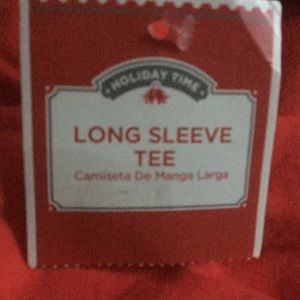 HOLIDAY TIME
LONG SLEEVE
TEE
Camiseta De Manga Larga